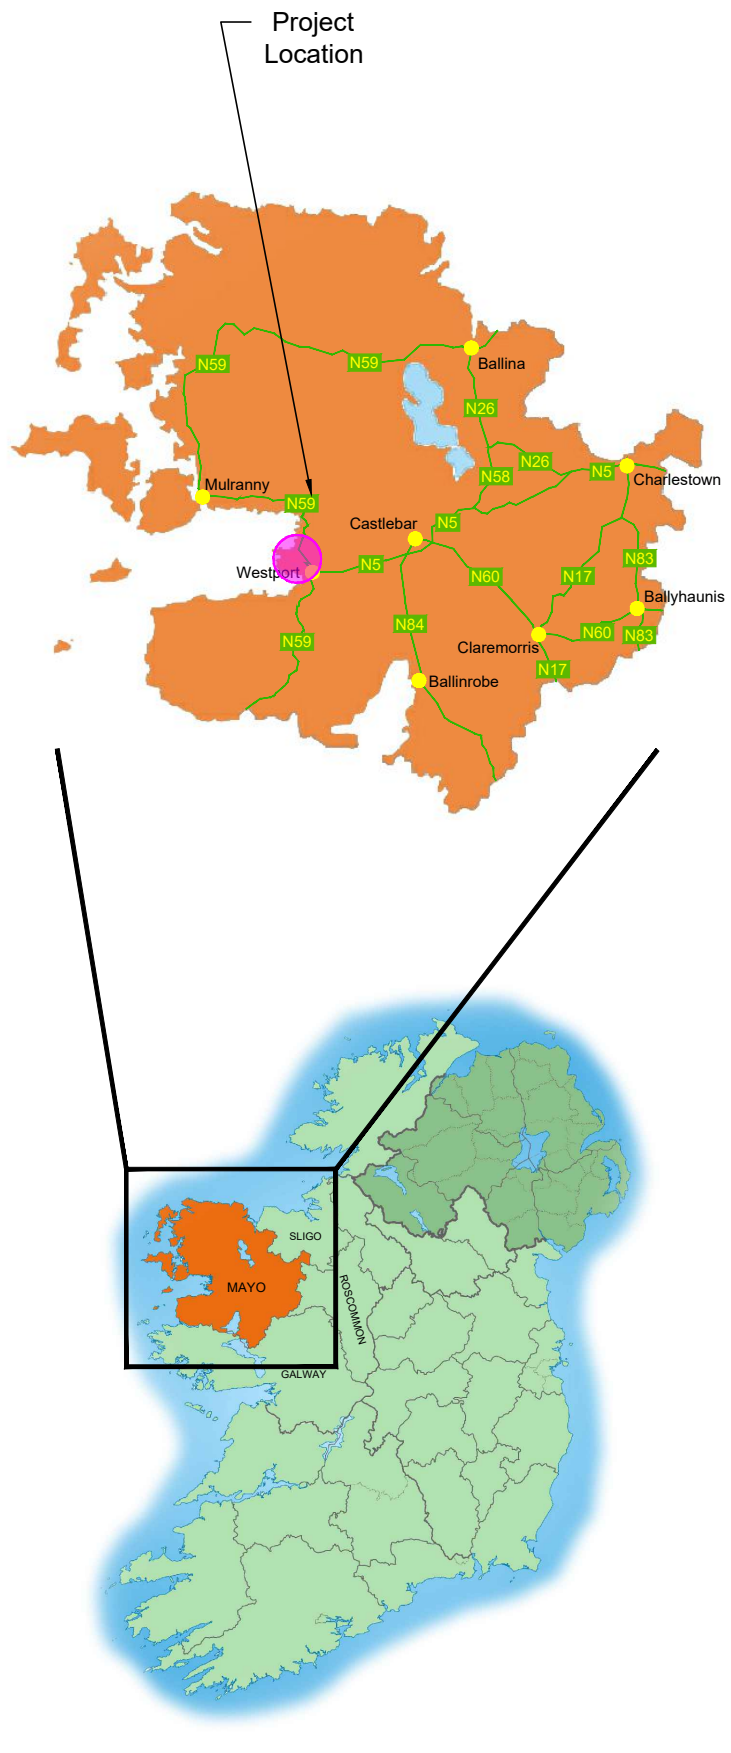 Project
Location
N59
N59
Ballina
N26
N26
N5
Charlestown
Mulranny
N58
N59
Castlebar
N5
N5
Westport
N60
N17
N83
Ballyhaunis
N84
N60
N83
N59
Claremorris
N17
Ballinrobe
SLIGO
MAYO
ROSCOMMON
GALWAY